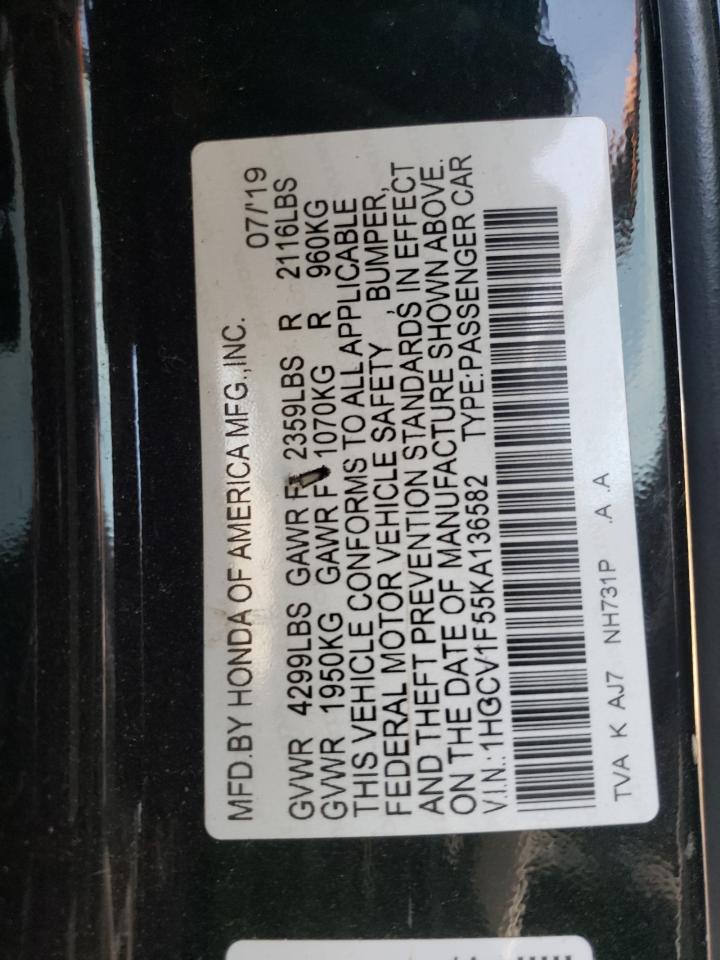 MFD.BY HONDA OF AMERICA MFG.,INC. 07/'19
GVWR 4299LBS GAWR F 2359LBS R 2116LBS
GVWR 1950KG GAWR F 1070KG R 960KG
THIS VEHICLE CONFORMS TO ALL APPLICABLE
FEDERAL MOTOR VEHICLE SAFETY , BUMPER,
AND THEFT PREVENTION STANDARDS IN EFFECT
ON THE DATE OF MANUFACTURE SHOWN ABOVE.
V.I.N.:1HGCV1F55KA136582 TYPE:PASSENGER CAR
TVA K AJ7 NH731P .A .A